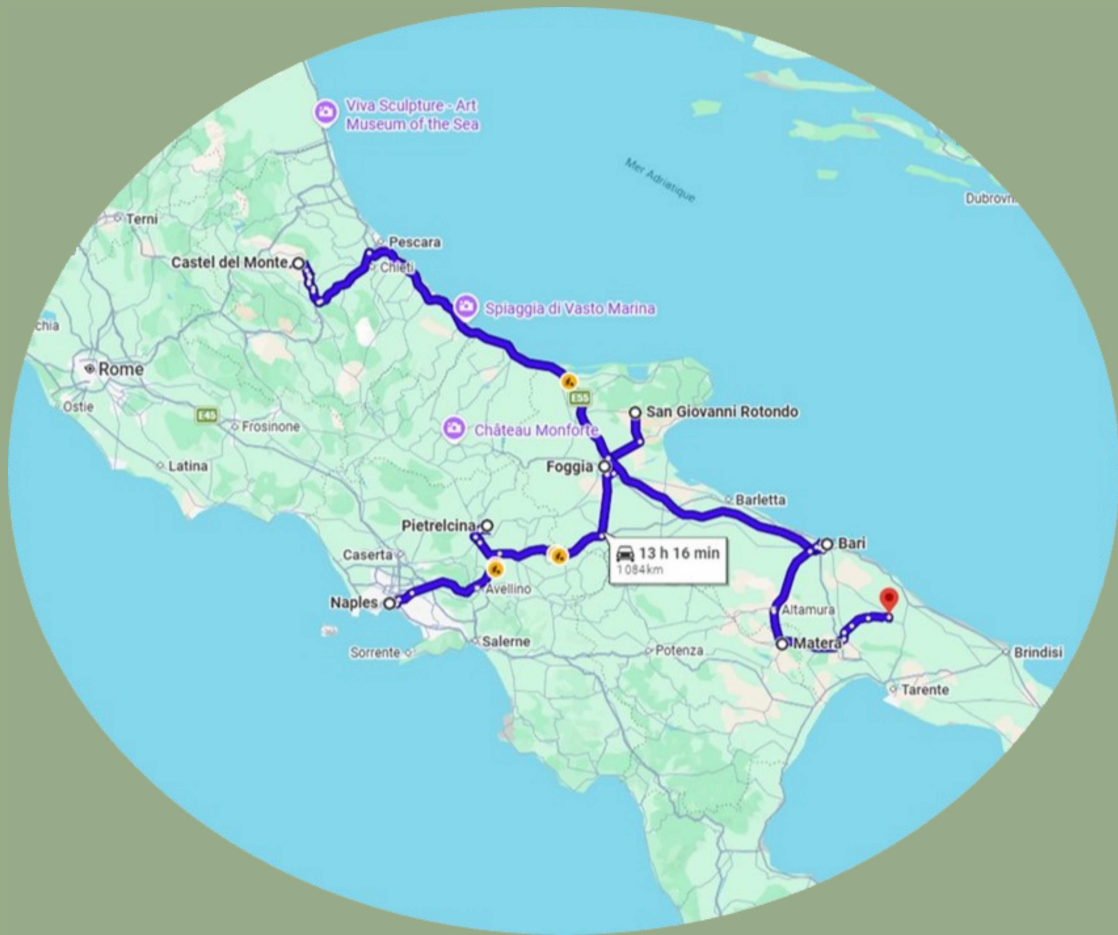 Viva Sculpture - Art
Museum of the Sea
Mer Adriatique
Dubrovn
Terni
Pescara
Castel del Monte
Chieti
Spiaggia di Vasto Marina
chia
Rome
E55
Ostie
E45
San Giovanni Rotondo
Frosinone
Château Monforte
Latina
Foggia
Barletta
Pietrelcina
Bari
Caserta
13 h 16 min
1 084 km
Avellino
Naples
Altamura
Salerne
Matera
Sorrente
Potenza
Brindisi
Tarente